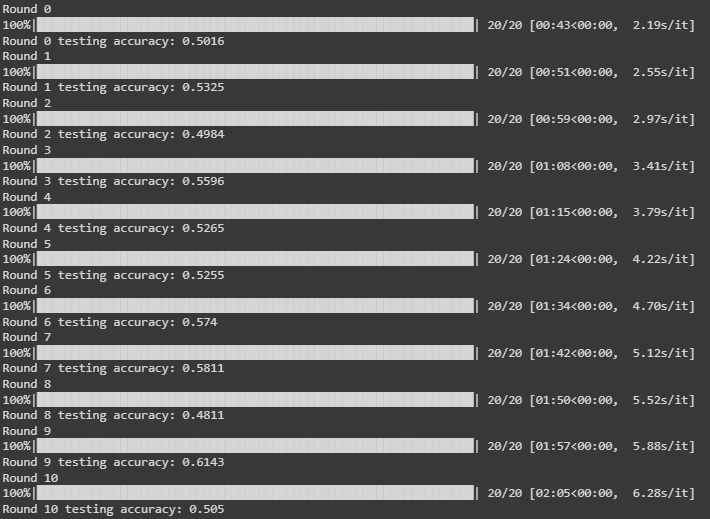 Round 0
100%|██████████| 20/20 [00:43<00:00,  2.19s/it]
Round 0 testing accuracy: 0.5016
Round 1
100%|██████████| 20/20 [00:51<00:00,  2.55s/it]
Round 1 testing accuracy: 0.5325
Round 2
100%|██████████| 20/20 [00:59<00:00,  2.97s/it]
Round 2 testing accuracy: 0.4984
Round 3
100%|██████████| 20/20 [01:08<00:00,  3.41s/it]
Round 3 testing accuracy: 0.5596
Round 4
100%|██████████| 20/20 [01:15<00:00,  3.79s/it]
Round 4 testing accuracy: 0.5265
Round 5
100%|██████████| 20/20 [01:24<00:00,  4.22s/it]
Round 5 testing accuracy: 0.5255
Round 6
100%|██████████| 20/20 [01:34<00:00,  4.70s/it]
Round 6 testing accuracy: 0.574
Round 7
100%|██████████| 20/20 [01:42<00:00,  5.12s/it]
Round 7 testing accuracy: 0.5811
Round 8
100%|██████████| 20/20 [01:50<00:00,  5.52s/it]
Round 8 testing accuracy: 0.4811
Round 9
100%|██████████| 20/20 [01:57<00:00,  5.88s/it]
Round 9 testing accuracy: 0.6143
Round 10
100%|██████████| 20/20 [02:05<00:00,  6.28s/it]
Round 10 testing accuracy: 0.505